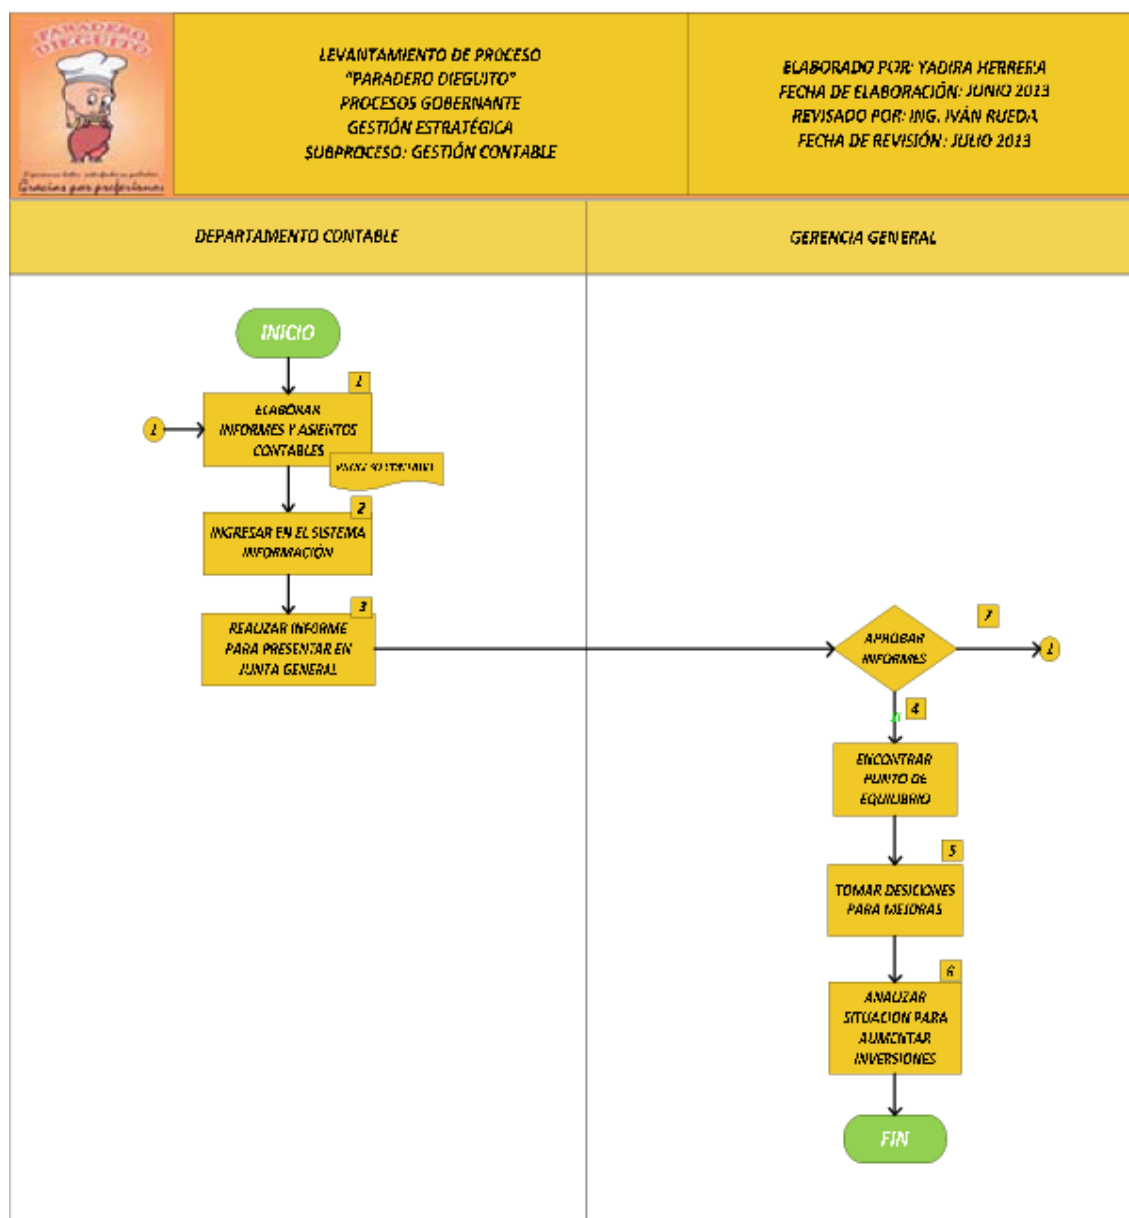 PARADERO
DIEGUITO
Gracias por preferirnos
LEVANTAMIENTO DE PROCESO
"PARADERO DIEGUITO"
PROCESOS GOBERNANTE
GESTIÓN ESTRATÉGICA
SUBPROCESO: GESTIÓN CONTABLE
ELABORADO POR: YADIRA HERRERIA
FECHA DE ELABORACIÓN: JUNIO 2013
REVISADO POR: ING. IVÁN RUEDA
FECHA DE REVISIÓN: JULIO 2013
DEPARTAMENTO CONTABLE
GERENCIA GENERAL
INICIO
1
ELABORAR
INFORMES Y ASIENTOS
CONTABLES
1
2
INGRESAR EN EL SISTEMA
INFORMACIÓN
3
REALIZAR INFORME
PARA PRESENTAR EN
JUNTA GENERAL
APROBAR
INFORMES
7
1
4
ENCONTRAR
PUNTO DE
EQUILIBRIO
5
TOMAR DESICIONES
PARA MEJORAS
6
ANALIZAR
SITUACION PARA
AUMENTAR
INVERSIONES
FIN